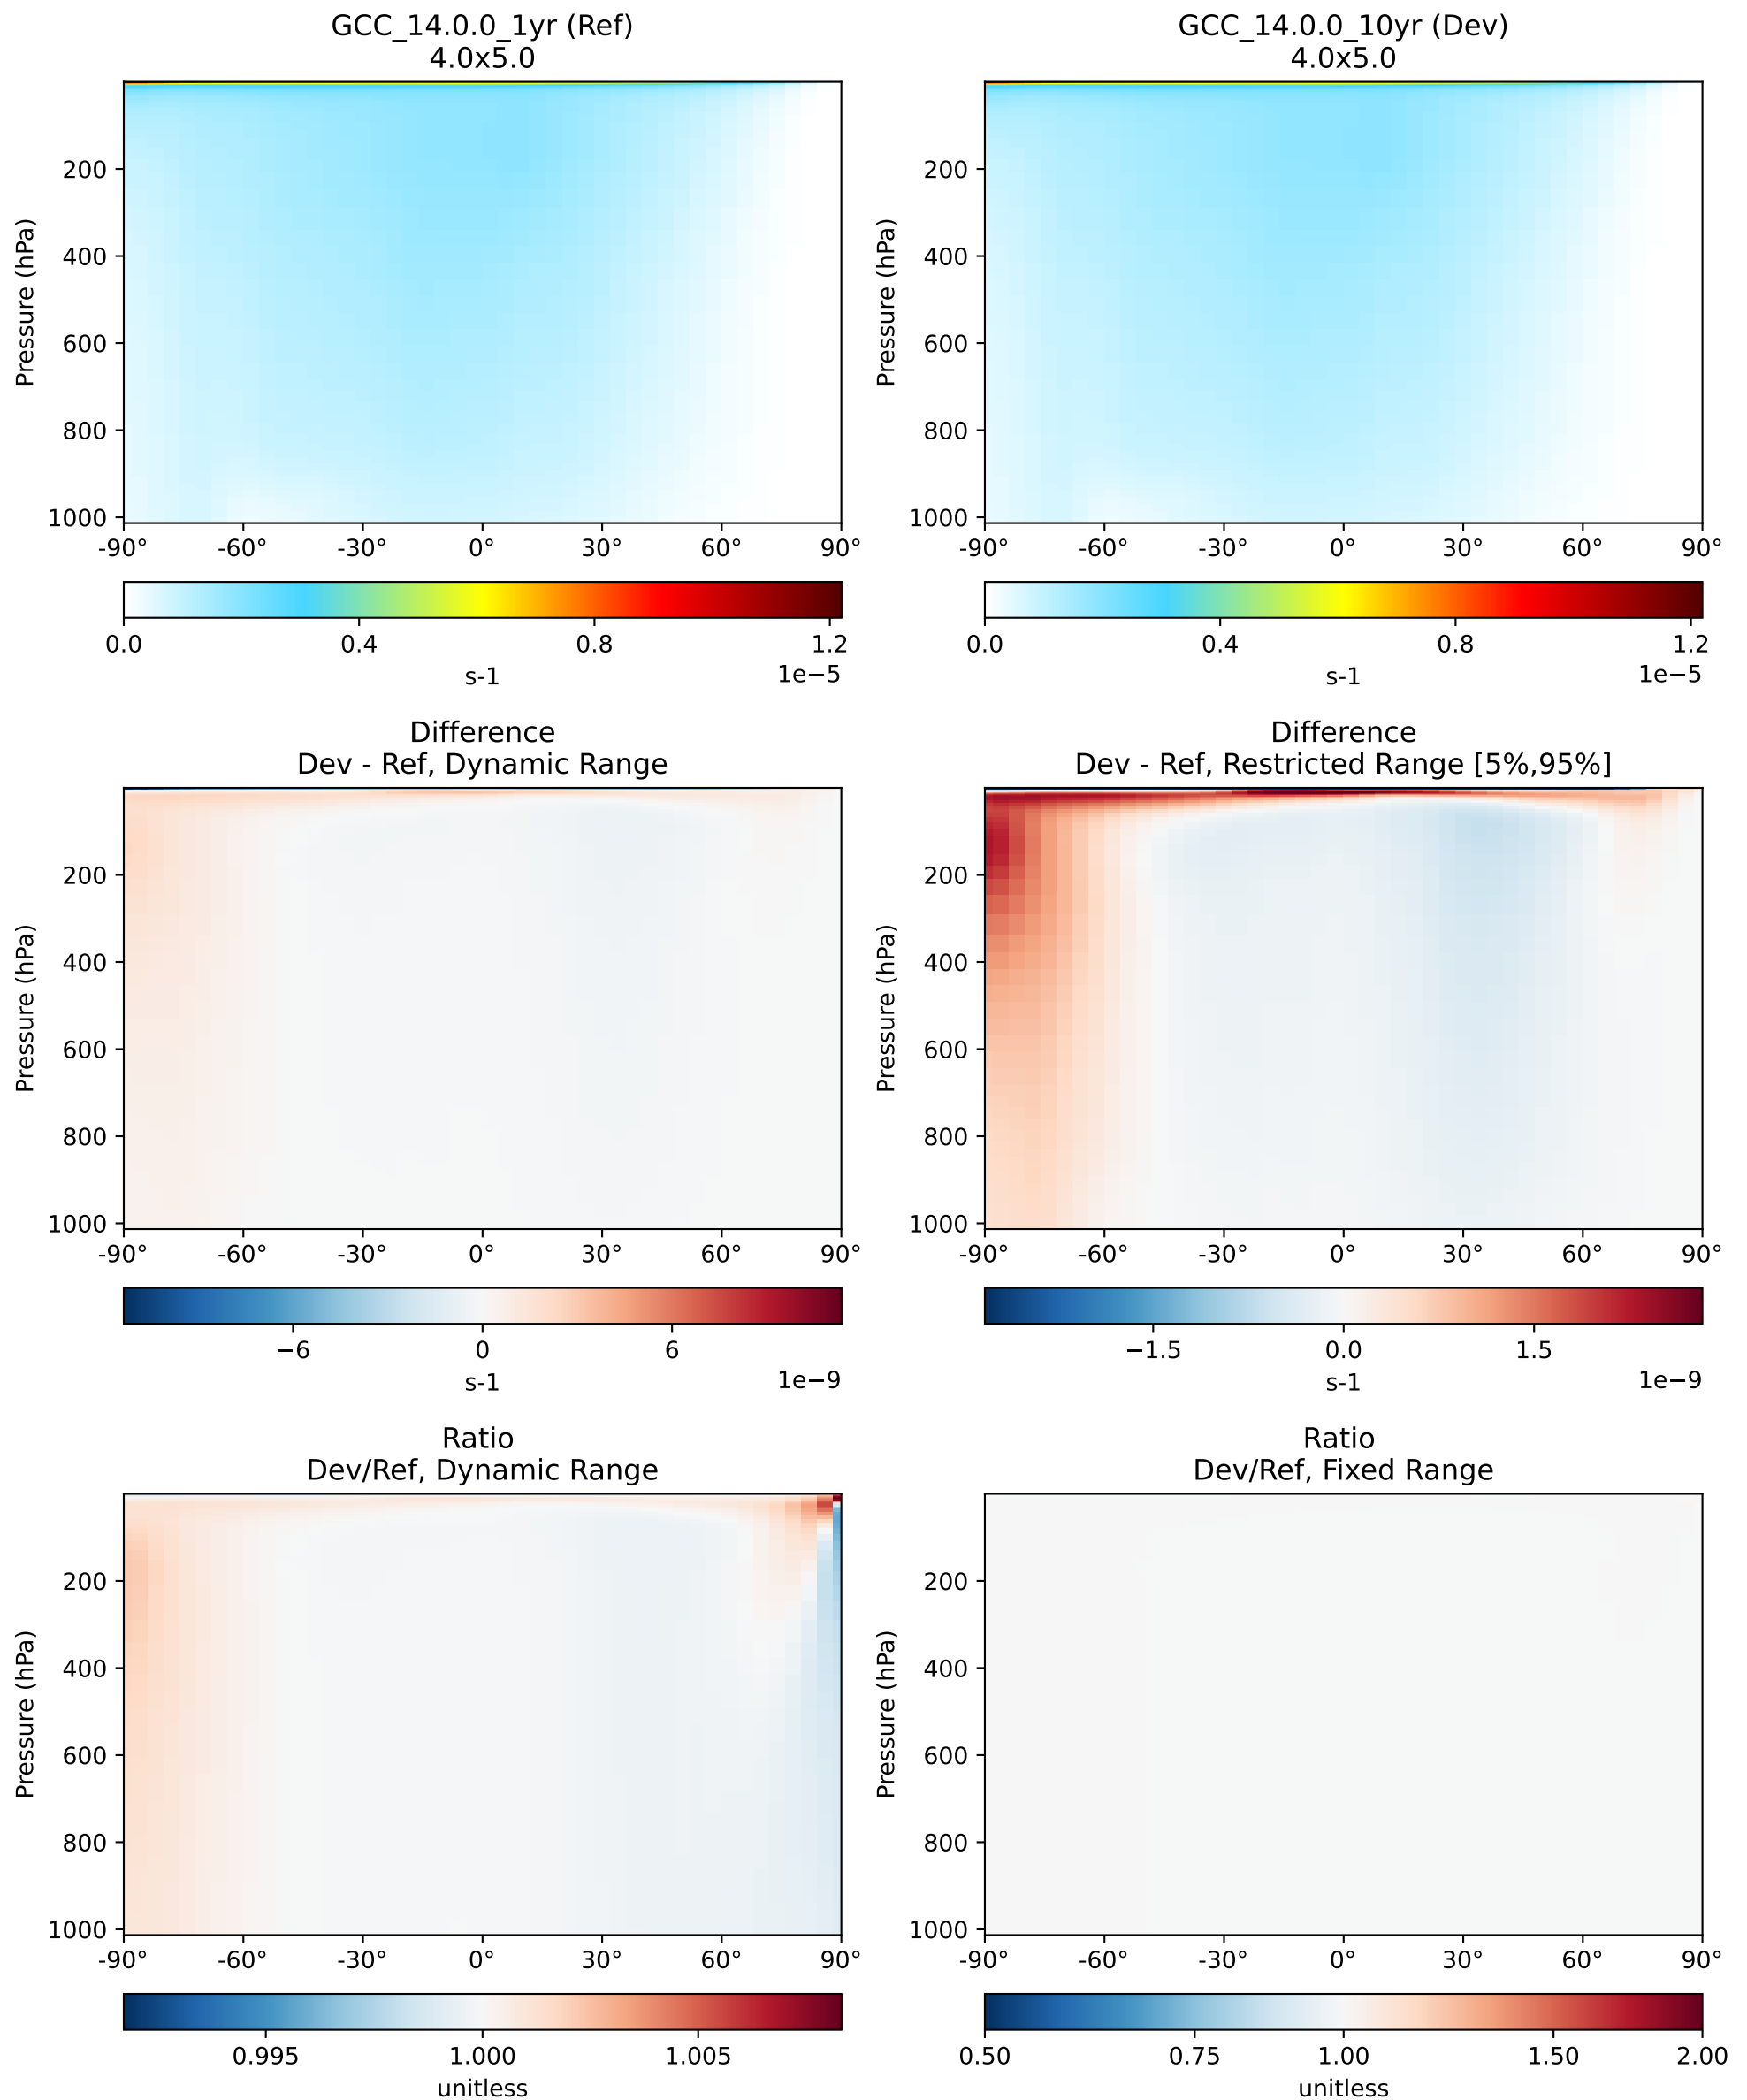 GCC_14.0.0_1yr (Ref)
4.0x5.0
Pressure (hPa)
200
400
600
800
1000
-90° -60° -30° 0° 30° 60° 90°
0.0 0.4 0.8 1.2
s-1
1e−5
GCC_14.0.0_10yr (Dev)
4.0x5.0
Pressure (hPa)
200
400
600
800
1000
-90° -60° -30° 0° 30° 60° 90°
0.0 0.4 0.8 1.2
s-1
1e−5
Difference
Dev - Ref, Dynamic Range
Pressure (hPa)
200
400
600
800
1000
-90° -60° -30° 0° 30° 60° 90°
−6 0 6
s-1
1e−9
Difference
Dev - Ref, Restricted Range [5%,95%]
Pressure (hPa)
200
400
600
800
1000
-90° -60° -30° 0° 30° 60° 90°
−1.5 0.0 1.5
s-1
1e−9
Ratio
Dev/Ref, Dynamic Range
Pressure (hPa)
200
400
600
800
1000
-90° -60° -30° 0° 30° 60° 90°
0.995 1.000 1.005
unitless
Ratio
Dev/Ref, Fixed Range
Pressure (hPa)
200
400
600
800
1000
-90° -60° -30° 0° 30° 60° 90°
0.50 0.75 1.00 1.50 2.00
unitless